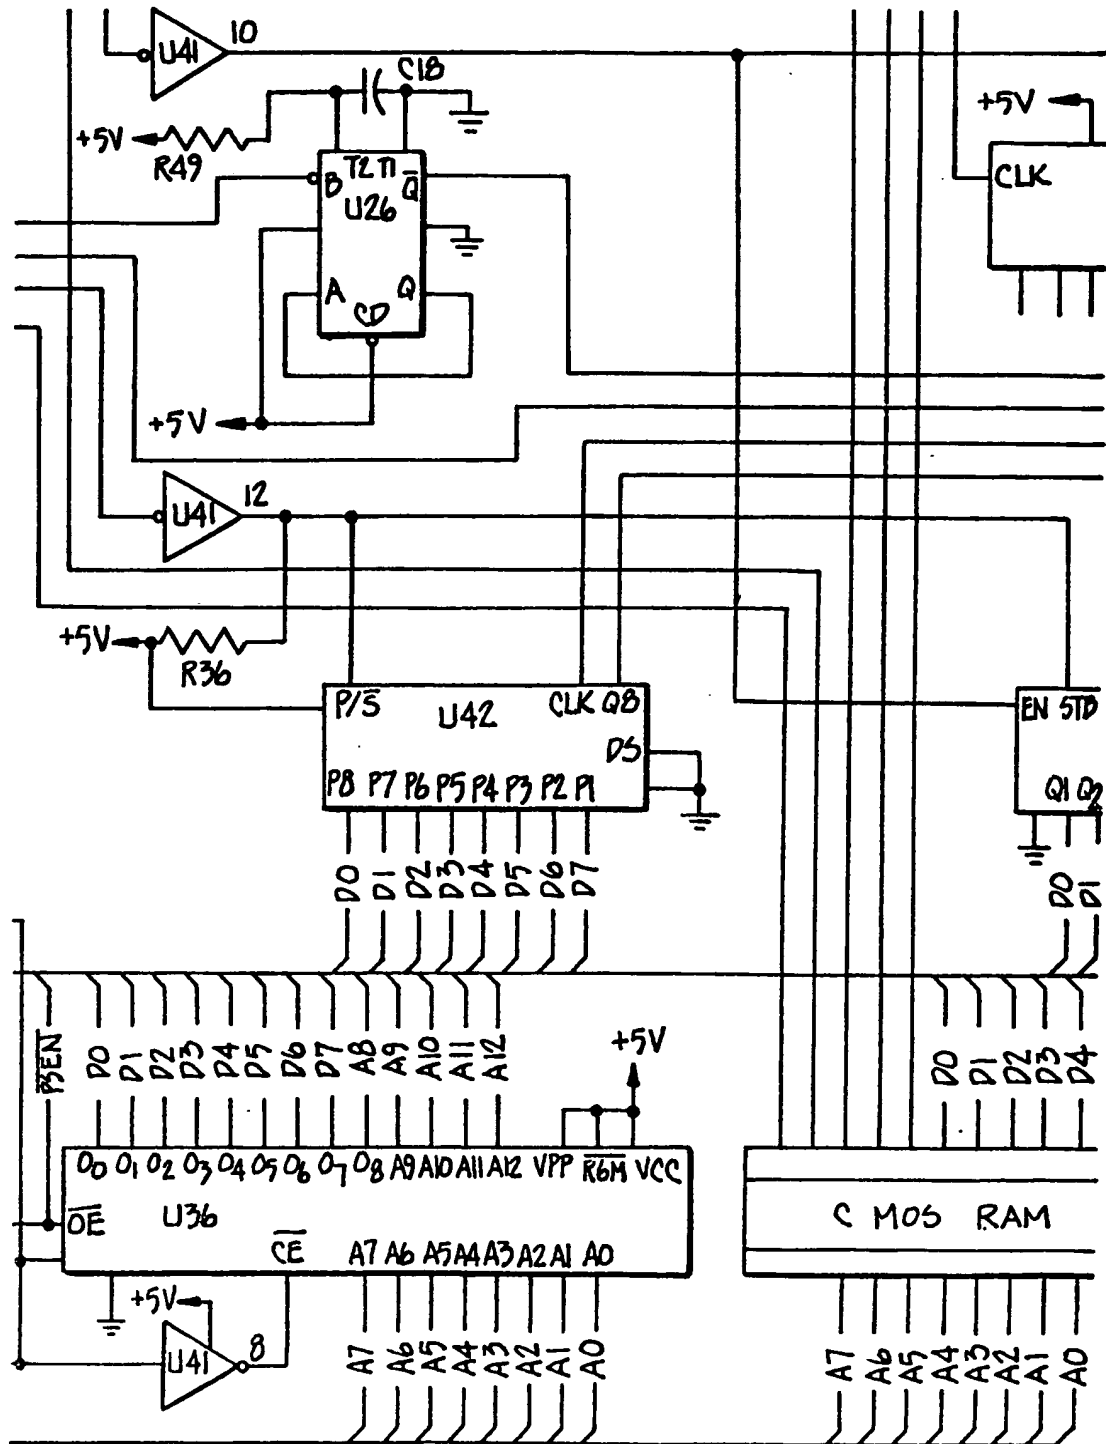 U41 10
C18
+5V
R49
+5V
T2 T1
B Q̅
U26
CLK
A Q
CD
+5V
U41 12
+5V
R36
P/S̅ U42 CLK Q8
DS
P8 P7 P6 P5 P4 P3 P2 P1
EN STB
Q1 Q2
D0 D1 D2 D3 D4 D5 D6 D7
D0 D1
P3EN D0 D1 D2 D3 D4 D5 D6 D7 A8 A9 A10 A11 A12
+5V
D0 D1 D2 D3 D4
O0 O1 O2 O3 O4 O5 O6 O7 O8 A9 A10 A11 A12 VPP R6M VCC
OE U36
CE
C MOS RAM
A7 A6 A5 A4 A3 A2 A1 A0
+5V
U41 8
A7 A6 A5 A4 A3 A2 A1 A0
A7 A6 A5 A4 A3 A2 A1 A0